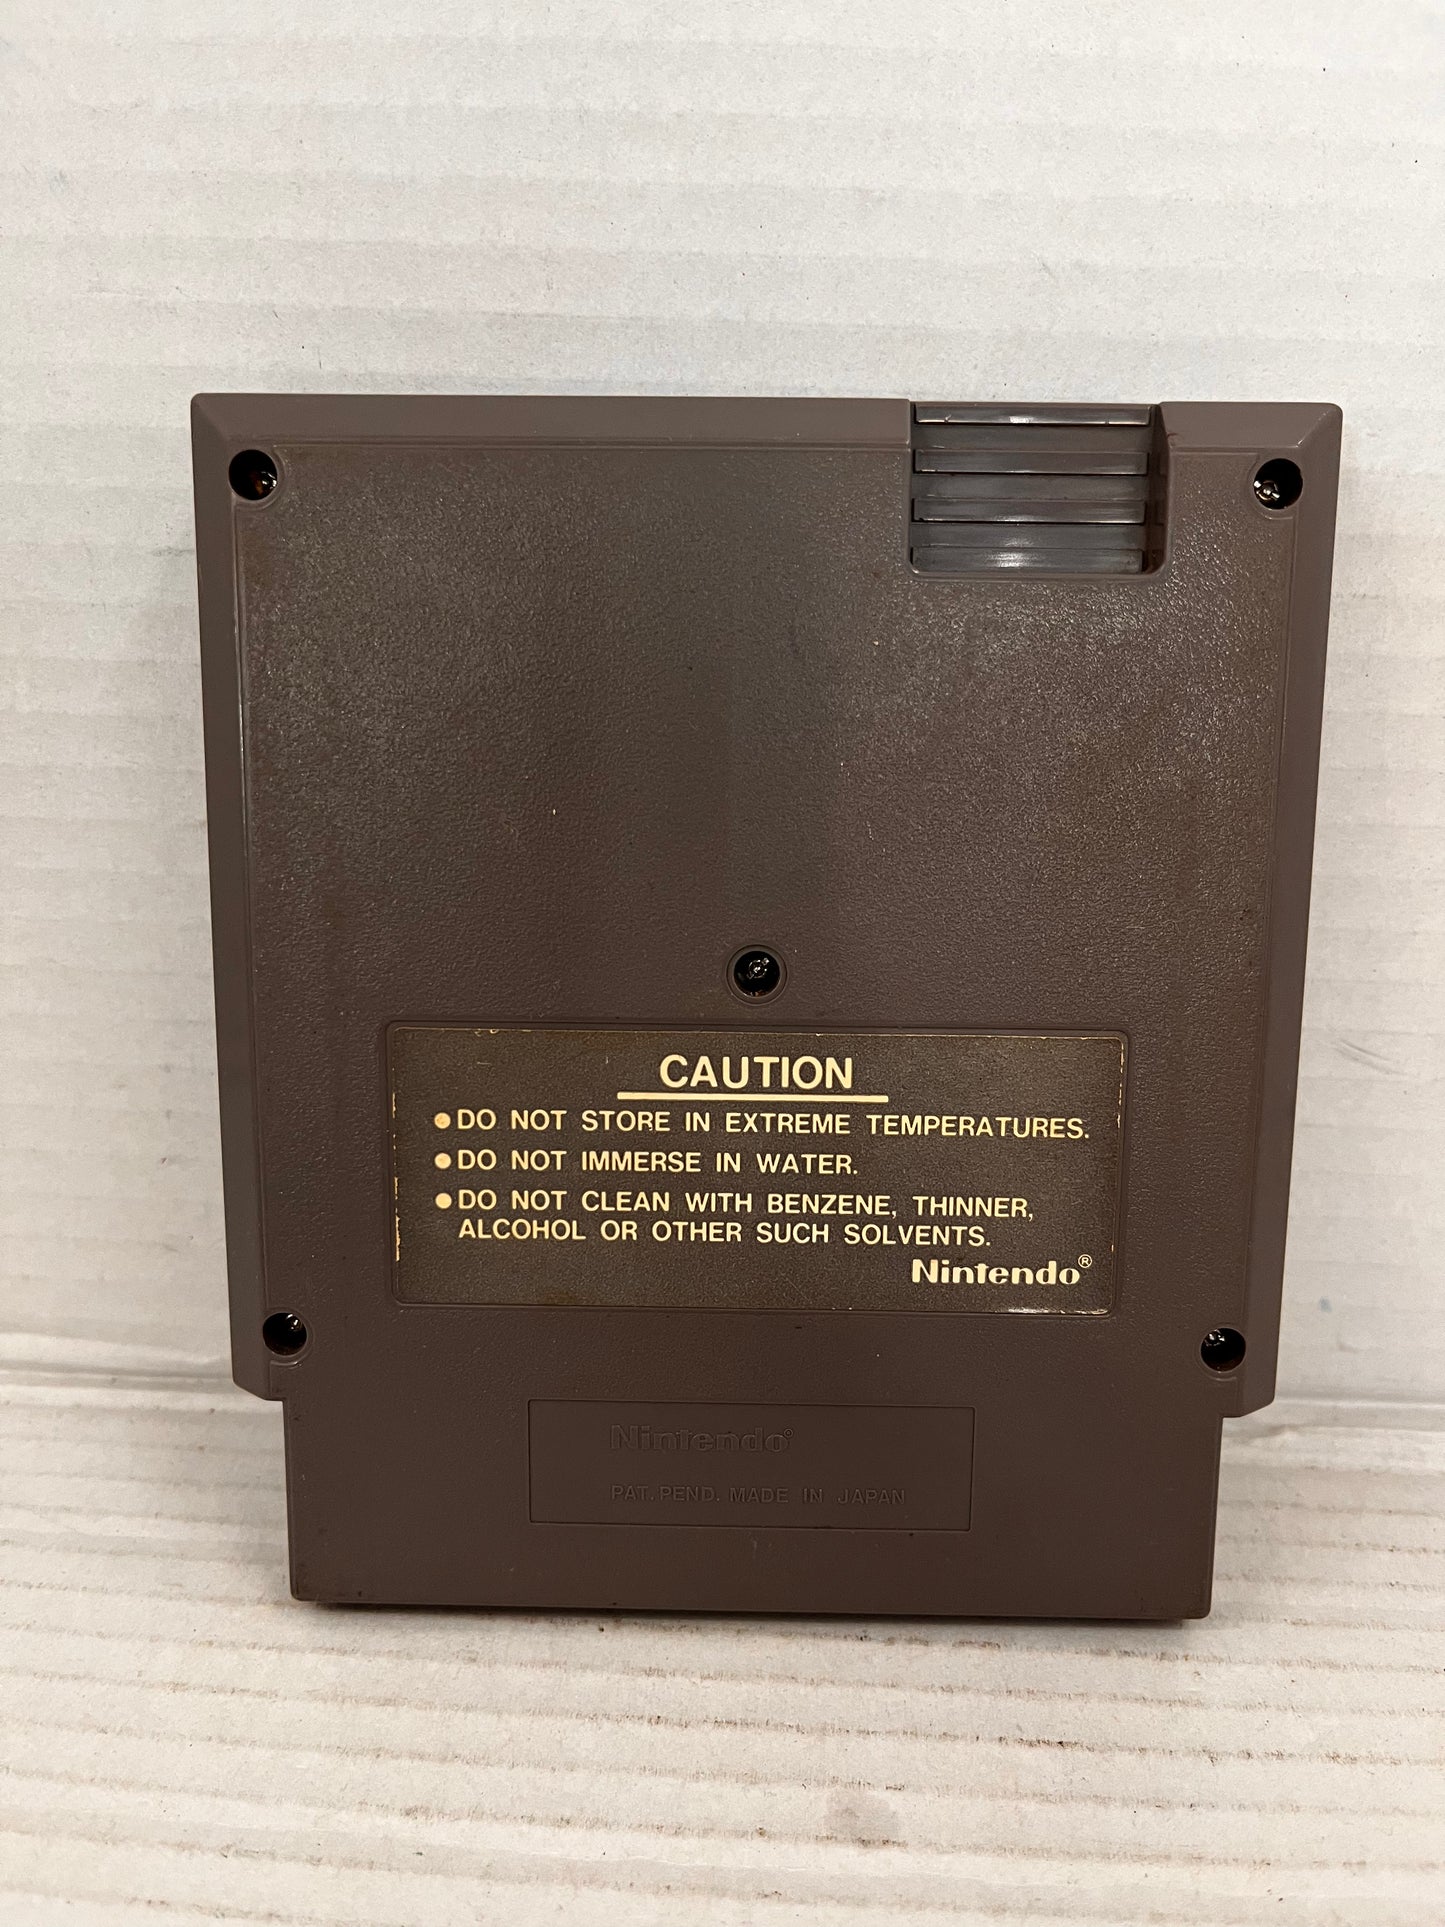 CAUTION
●DO NOT STORE IN EXTREME TEMPERATURES.
●DO NOT IMMERSE IN WATER.
●DO NOT CLEAN WITH BENZENE, THINNER,
ALCOHOL OR OTHER SUCH SOLVENTS.
Nintendo®
Nintendo®
PAT. PEND. MADE IN JAPAN